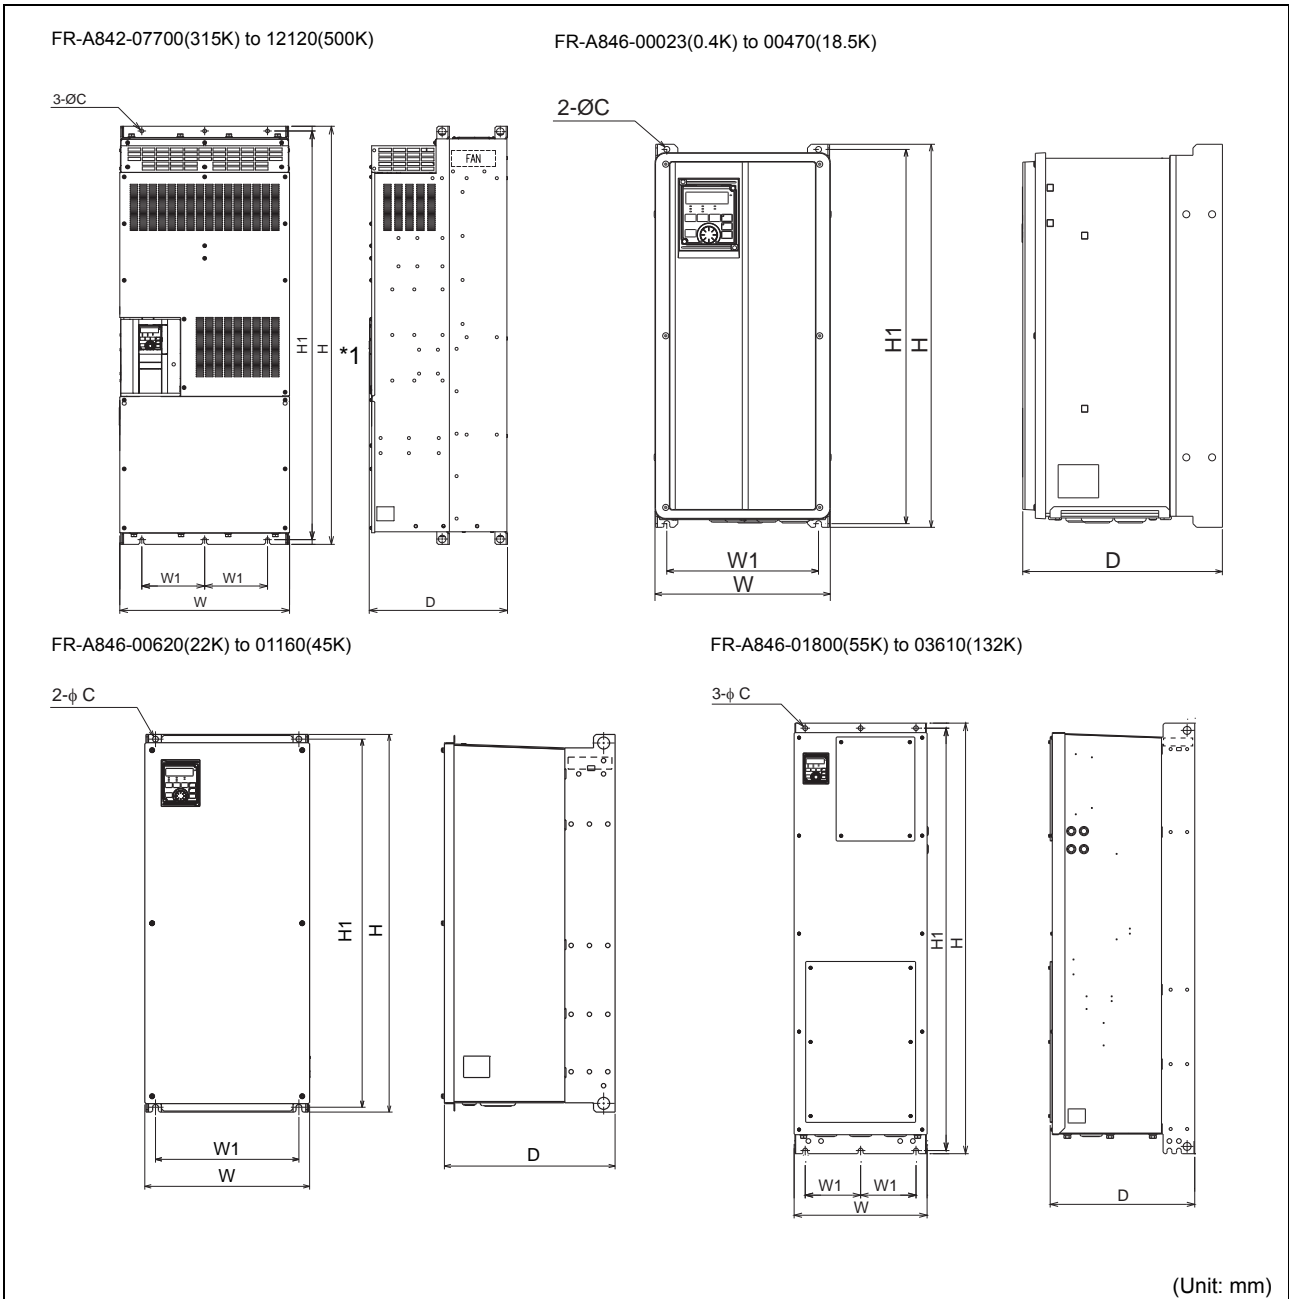 FR-A842-07700(315K) to 12120(500K)
FR-A846-00023(0.4K) to 00470(18.5K)
3-ØC
FAN
H1
H
*1
W1
W1
W
D
2-ØC
H1
H
W1
W
D
FR-A846-00620(22K) to 01160(45K)
FR-A846-01800(55K) to 03610(132K)
2-ϕ C
H1
H
W1
W
D
3-ϕ C
H1
H
W1
W1
W
D
(Unit: mm)